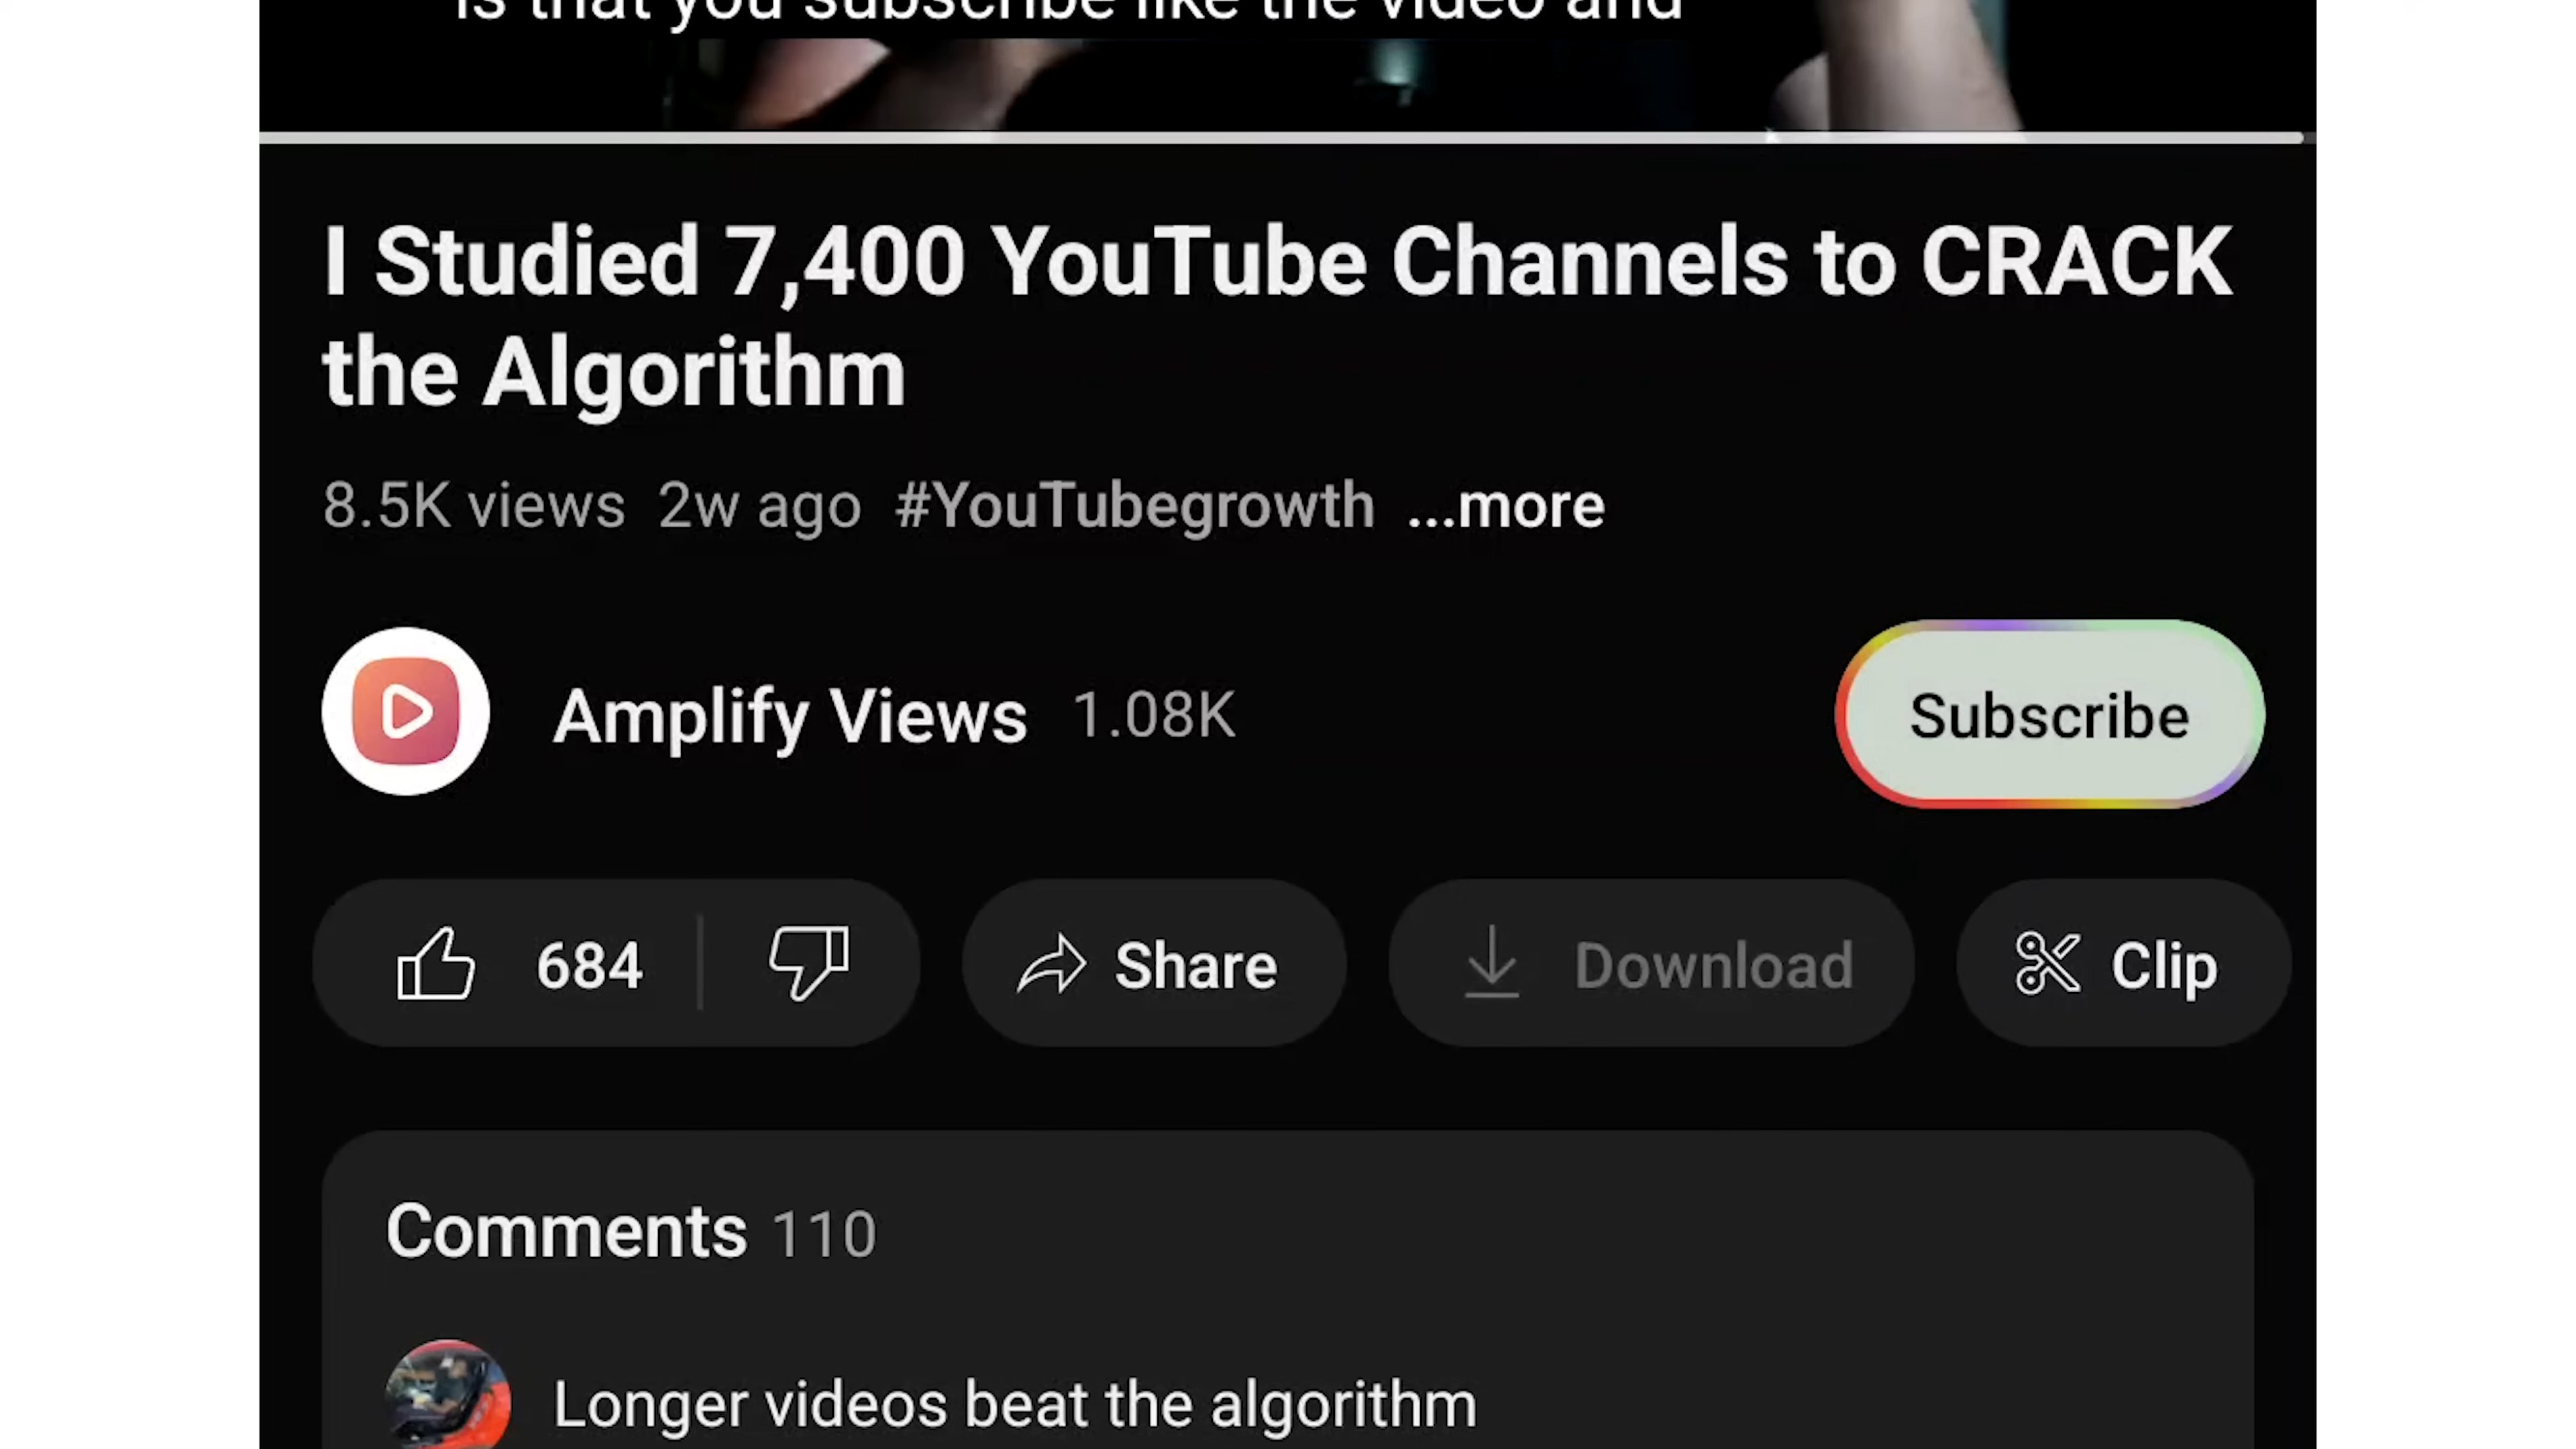 is that you subscribe like the video and
I Studied 7,400 YouTube Channels to CRACK
the Algorithm
8.5K views 2w ago #YouTubegrowth ...more
Amplify Views 1.08K Subscribe
684 Share Download Clip
Comments 110
Longer videos beat the algorithm